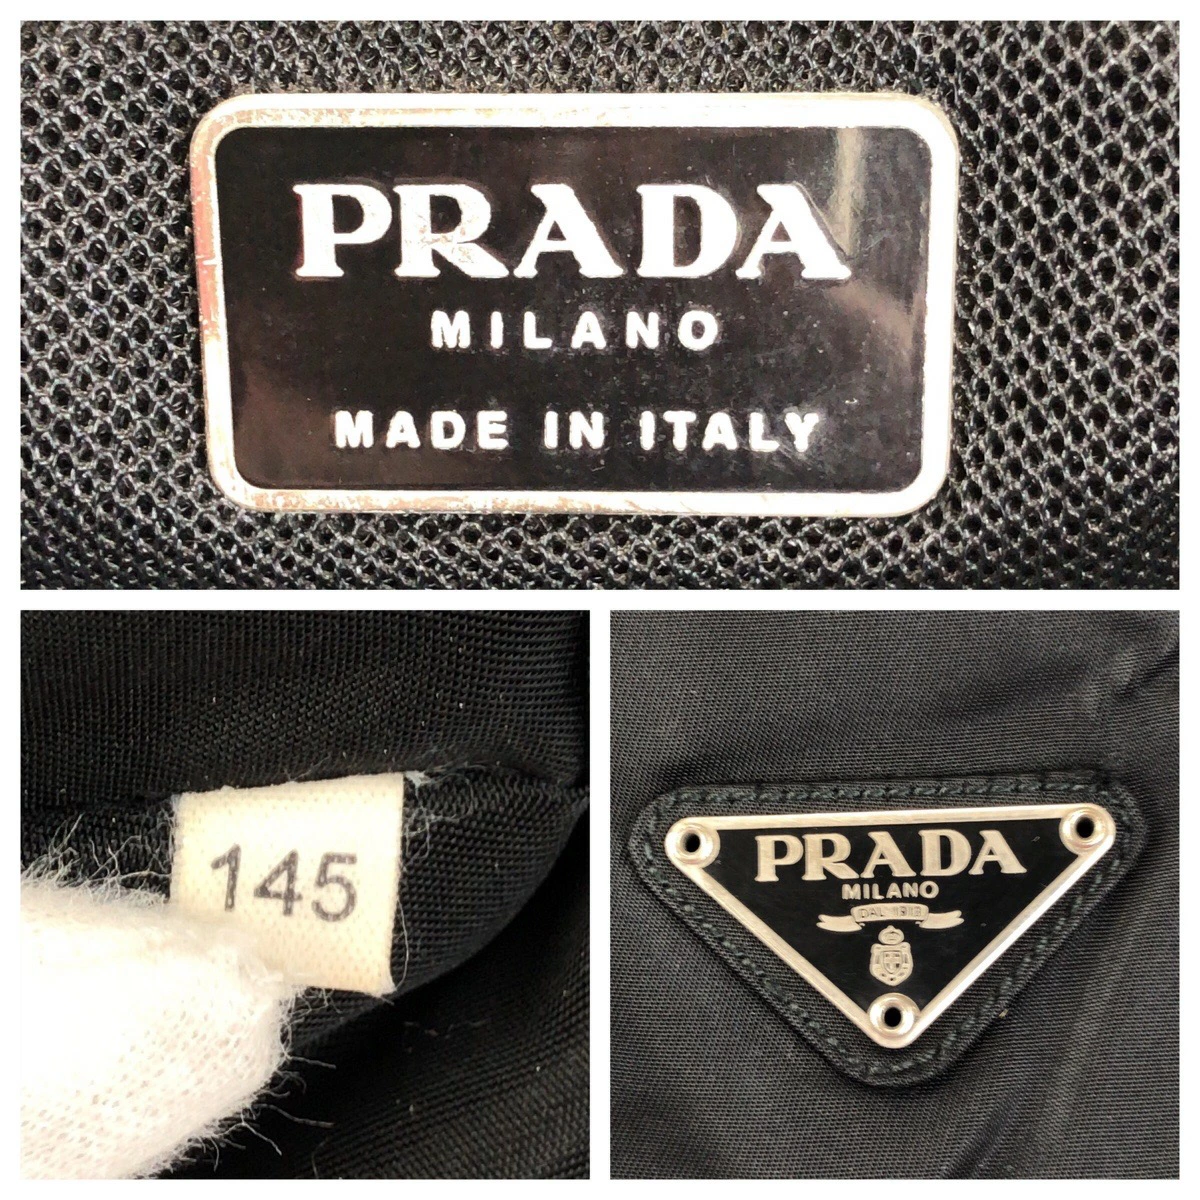 PRADA
MILANO
MADE IN ITALY
145
PRADA
MILANO
DAL 1913